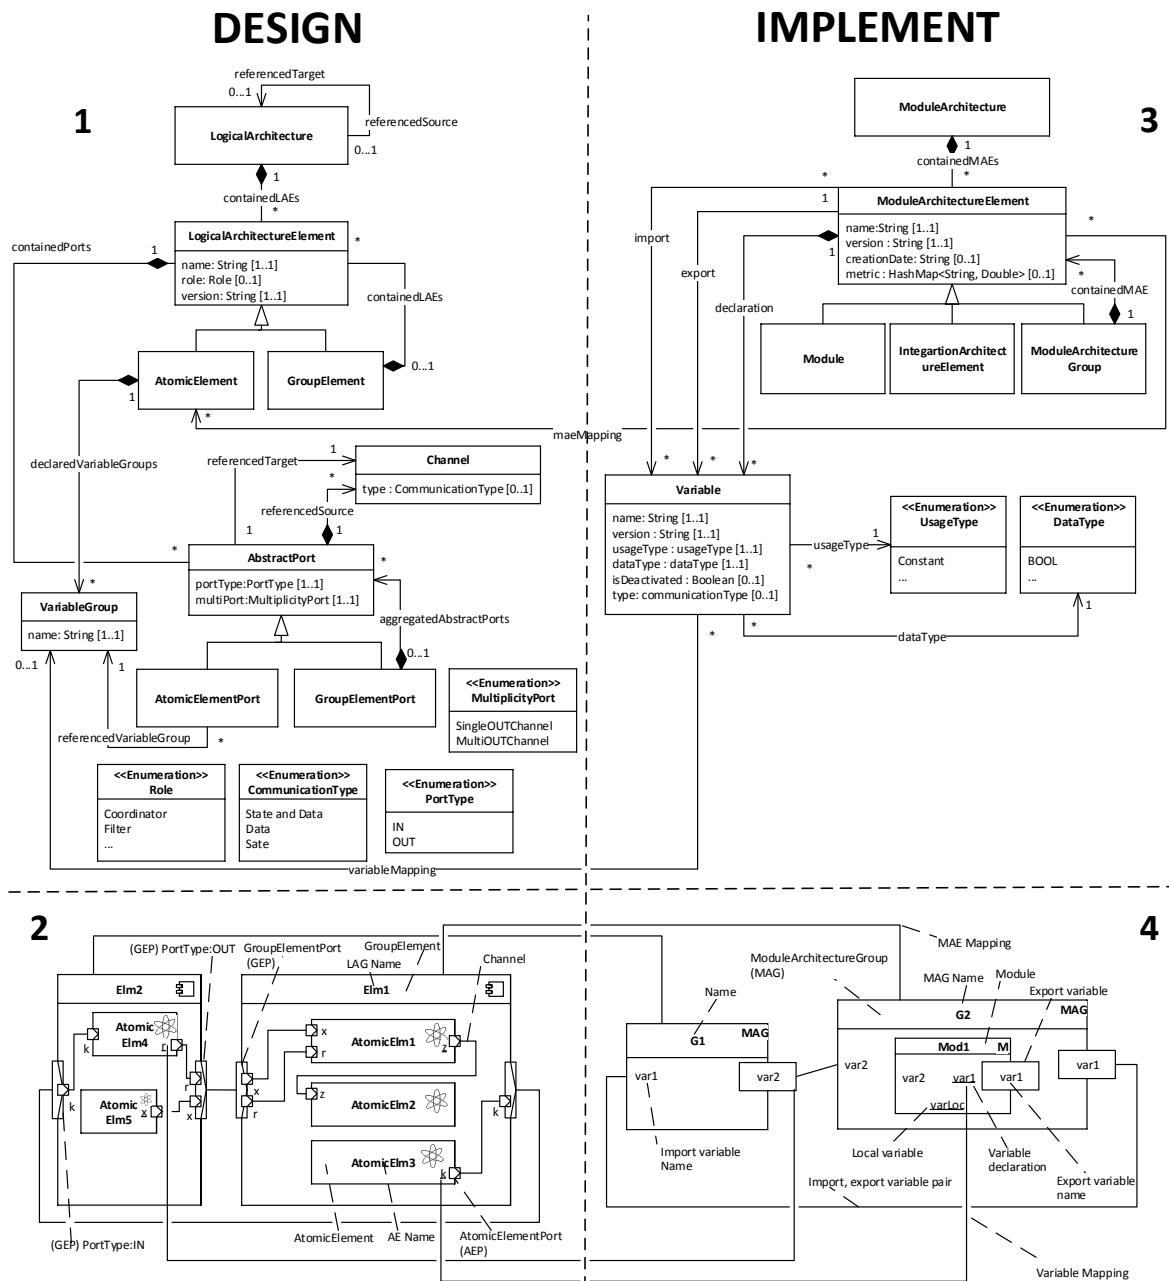 DESIGN
IMPLEMENT
1
referencedTarget
0...1
referencedSource
0...1
LogicalArchitecture
1
containedLAEs
*
LogicalArchitectureElement
name: String [1..1]
role: Role [0..1]
version: String [1..1]
containedPorts
1
*
containedLAEs
0...1
AtomicElement
GroupElement
1
*
declaredVariableGroups
referencedTarget
1
*
Channel
type : CommunicationType [0..1]
referencedSource
1
1
*
AbstractPort
portType:PortType [1..1]
multiPort:MultiplicityPort [1..1]
*
aggregatedAbstractPorts
0...1
*
VariableGroup
name: String [1..1]
0...1
1
AtomicElementPort
GroupElementPort
referencedVariableGroup
*
<<Enumeration>>
MultiplicityPort
SingleOUTChannel
MultiOUTChannel
<<Enumeration>>
Role
Coordinator
Filter
...
<<Enumeration>>
CommunicationType
State and Data
Data
Sate
<<Enumeration>>
PortType
IN
OUT
variableMapping
3
ModuleArchitecture
1
containedMAEs
*
*
1
*
ModuleArchitectureElement
name:String [1..1]
version : String [1..1]
creationDate: String [0..1]
metric : HashMap<String, Double> [0..1]
import
export
1
declaration
*
containedMAE
1
Module
IntegartionArchitect
ureElement
ModuleArchitecture
Group
maeMapping
*
*
*
Variable
name: String [1..1]
version : String [1..1]
usageType : usageType [1..1]
dataType : dataType [1..1]
isDeactivated : Boolean [0..1]
type: communicationType [0..1]
usageType
1
*
<<Enumeration>>
UsageType
Constant
...
<<Enumeration>>
DataType
BOOL
...
*
*
dataType
1
2
(GEP) PortType:OUT
GroupElementPort
(GEP)
GroupElement
LAG Name
Channel
Elm2
Elm1
Atomic
Elm4
k
r
k
r
Atomic
Elm5
x
x
x
r
x
r
AtomicElm1
z
z
AtomicElm2
k
AtomicElm3
k
(GEP) PortType:IN
AtomicElement
AE Name
AtomicElementPort
(AEP)
4
MAE Mapping
ModuleArchitectureGroup
(MAG)
MAG Name
Module
Name
Export variable
G1
MAG
G2
MAG
var1
var2
var2
Mod1
M
var2
var1
var1
var1
varLoc
Import variable
Name
Local variable
Variable
declaration
Export variable
name
Import, export variable pair
Variable Mapping